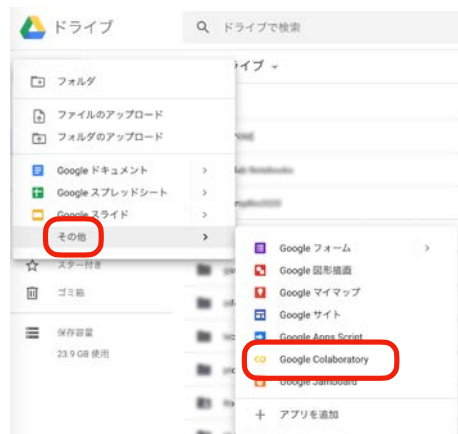 ドライブ
ドライブで検索
イブ
フォルダ
ファイルのアップロード
フォルダのアップロード
Google ドキュメント
Google スプレッドシート
Google スライド
その他
スター付き
ゴミ箱
保存容量
23.9 GB 使用
Google フォーム
Google 図形描画
Google マイマップ
Google サイト
Google Apps Script
Google Colaboratory
Google Jamboard
アプリを追加